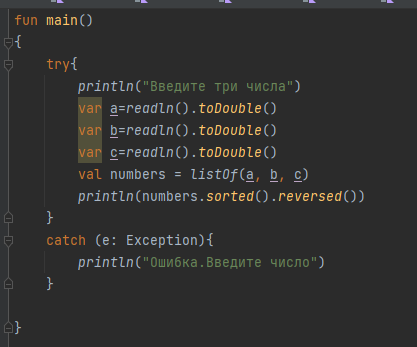 fun main()
{
try{
println("Введите три числа")
var a=readln().toDouble()
var b=readln().toDouble()
var c=readln().toDouble()
val numbers = listOf(a, b, c)
println(numbers.sorted().reversed())
}
catch (e: Exception){
println("Ошибка.Введите число")
}
}